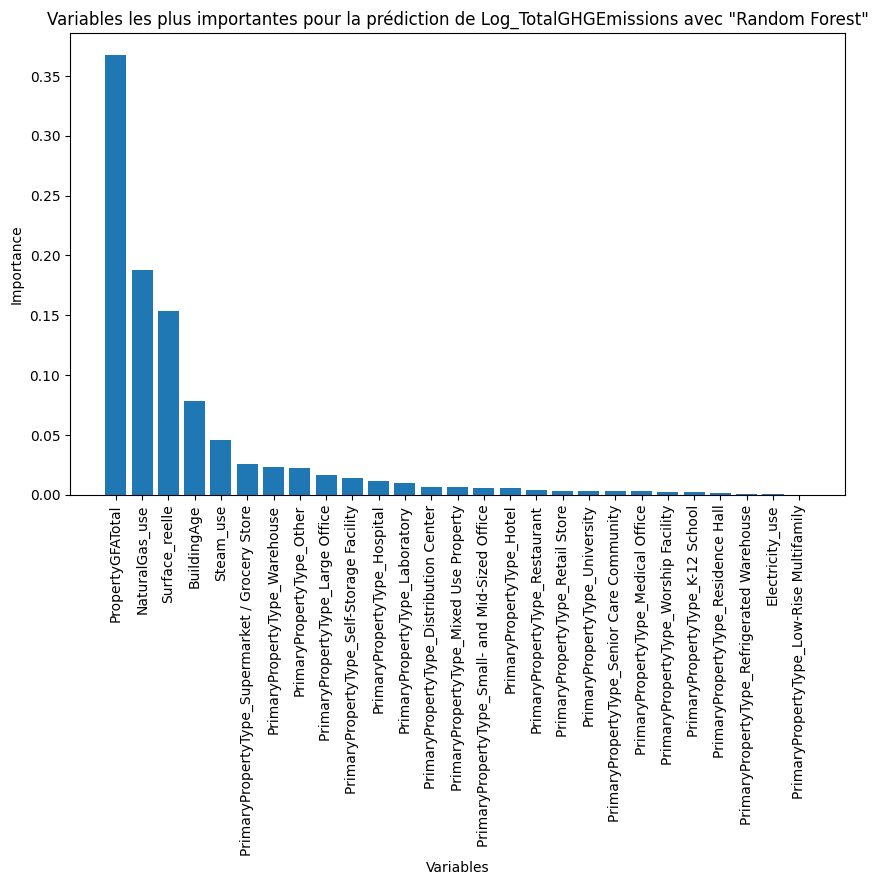 Variables les plus importantes pour la prédiction de Log_TotalGHGEmissions avec "Random Forest"
Importance
0.35
0.30
0.25
0.20
0.15
0.10
0.05
0.00
PropertyGFATotal
NaturalGas_use
Surface_reelle
BuildingAge
Steam_use
PrimaryPropertyType_Supermarket / Grocery Store
PrimaryPropertyType_Warehouse
PrimaryPropertyType_Other
PrimaryPropertyType_Large Office
PrimaryPropertyType_Self-Storage Facility
PrimaryPropertyType_Hospital
PrimaryPropertyType_Laboratory
PrimaryPropertyType_Distribution Center
PrimaryPropertyType_Mixed Use Property
PrimaryPropertyType_Small- and Mid-Sized Office
PrimaryPropertyType_Hotel
PrimaryPropertyType_Restaurant
PrimaryPropertyType_Retail Store
PrimaryPropertyType_University
PrimaryPropertyType_Senior Care Community
PrimaryPropertyType_Medical Office
PrimaryPropertyType_Worship Facility
PrimaryPropertyType_K-12 School
PrimaryPropertyType_Residence Hall
PrimaryPropertyType_Refrigerated Warehouse
Electricity_use
PrimaryPropertyType_Low-Rise Multifamily
Variables